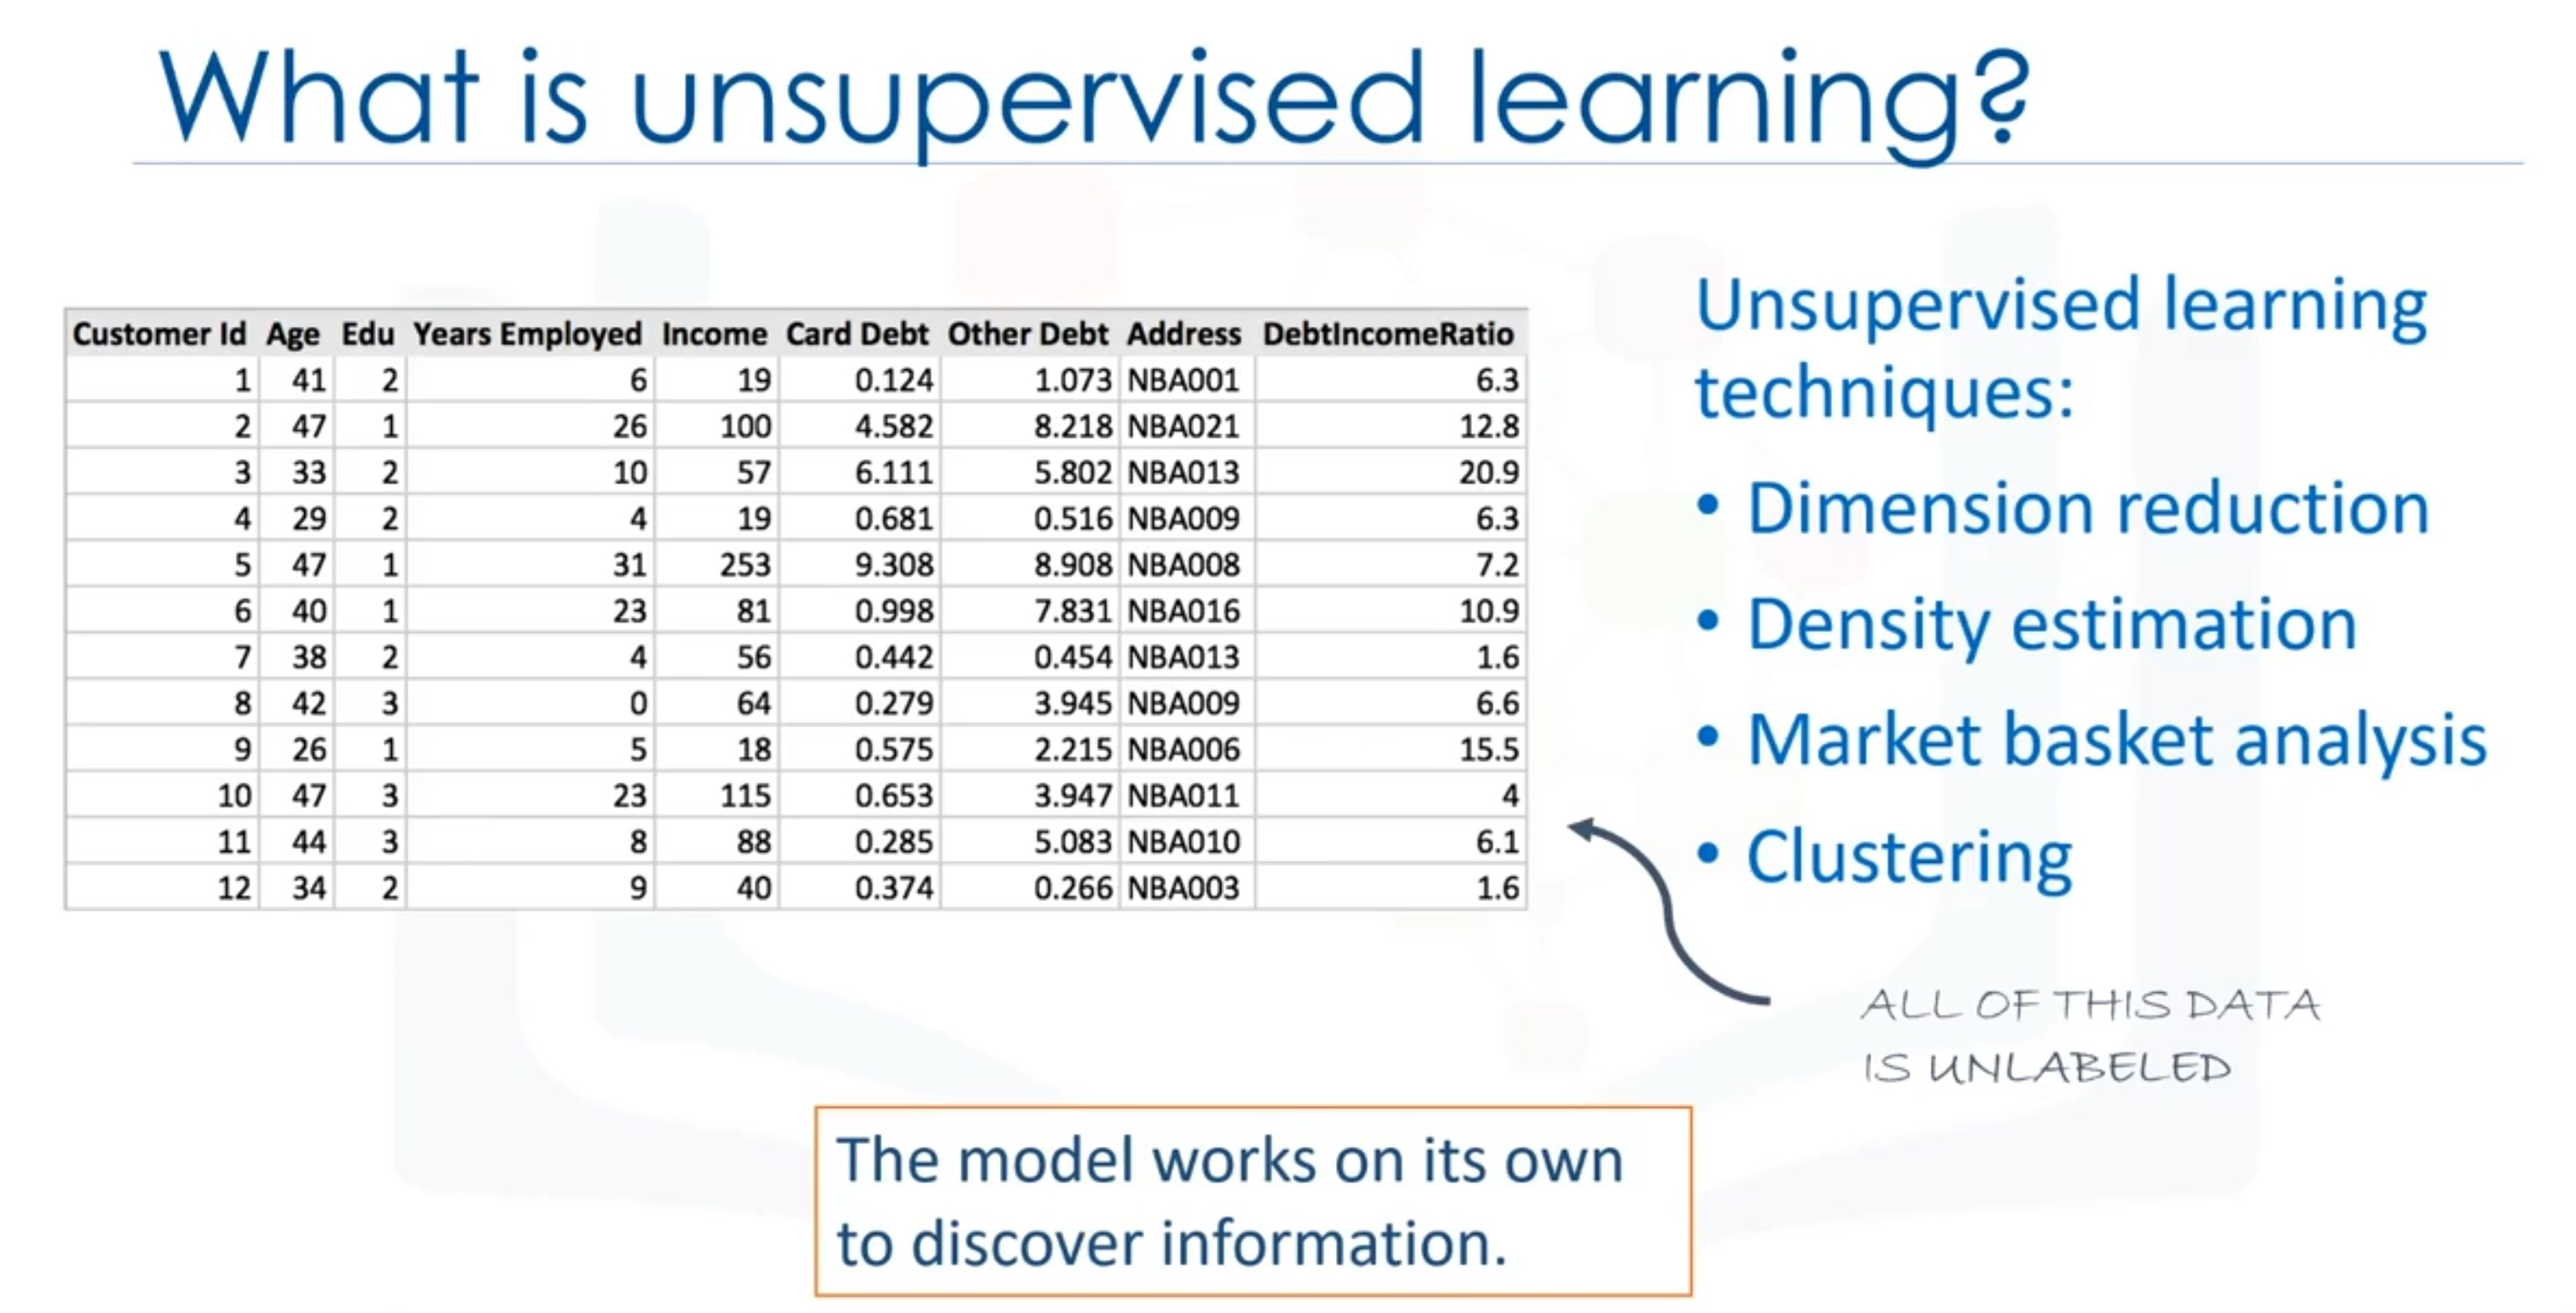 What is unsupervised learning?
Customer Id Age Edu Years Employed Income Card Debt Other Debt Address DebtIncomeRatio
1 41 2 6 19 0.124 1.073 NBA001 6.3
2 47 1 26 100 4.582 8.218 NBA021 12.8
3 33 2 10 57 6.111 5.802 NBA013 20.9
4 29 2 4 19 0.681 0.516 NBA009 6.3
5 47 1 31 253 9.308 8.908 NBA008 7.2
6 40 1 23 81 0.998 7.831 NBA016 10.9
7 38 2 4 56 0.442 0.454 NBA013 1.6
8 42 3 0 64 0.279 3.945 NBA009 6.6
9 26 1 5 18 0.575 2.215 NBA006 15.5
10 47 3 23 115 0.653 3.947 NBA011 4
11 44 3 8 88 0.285 5.083 NBA010 6.1
12 34 2 9 40 0.374 0.266 NBA003 1.6
Unsupervised learning
techniques:
• Dimension reduction
• Density estimation
• Market basket analysis
• Clustering
ALL OF THIS DATA
IS UNLABELED
The model works on its own
to discover information.